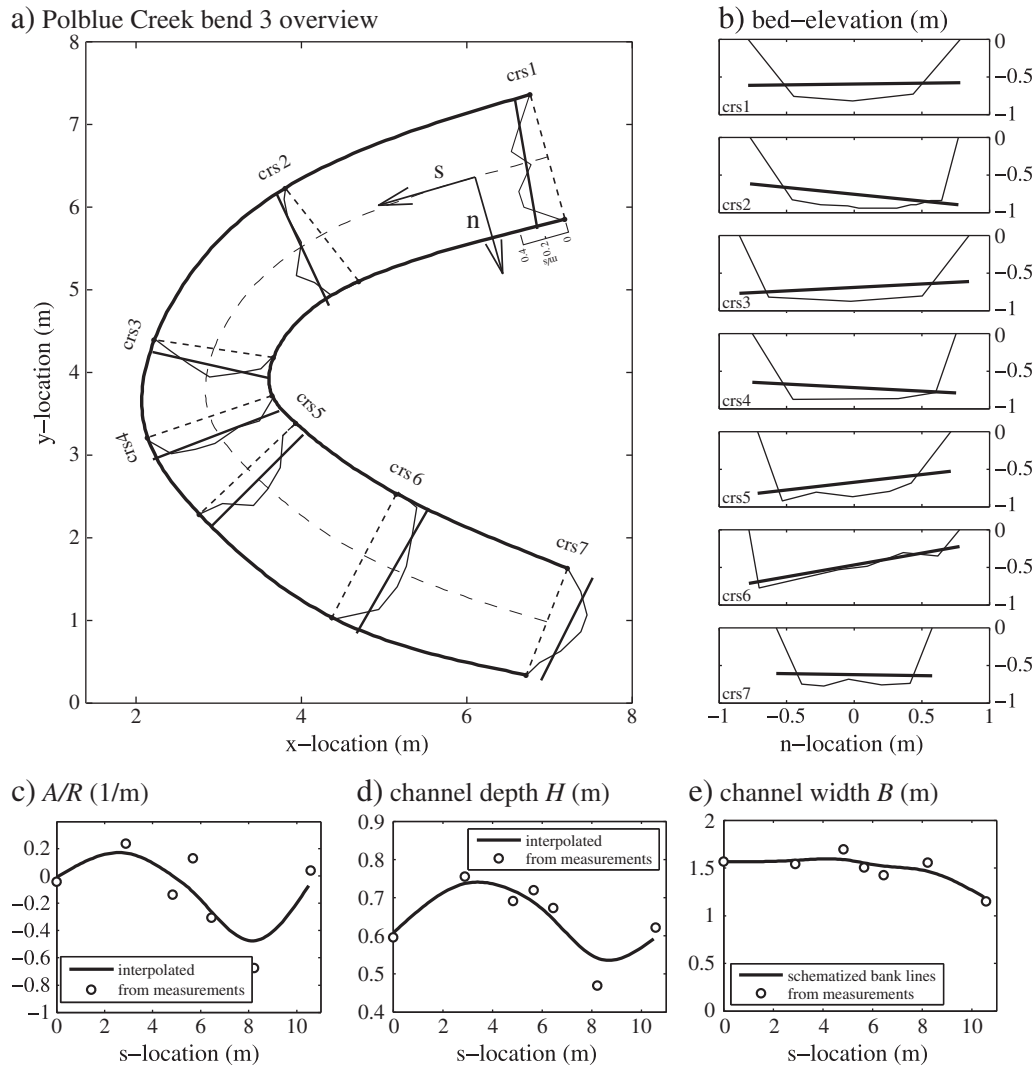 a) Polblue Creek bend 3 overview
8
7
6
5
4
3
2
1
0
2
4
6
8
y−location (m)
x−location (m)
crs1
crs2
crs3
crs4
crs5
crs6
crs7
s
n
0.4
0.2
0
m/s
b) bed−elevation (m)
crs1
0
−0.5
−1
crs2
0
−0.5
−1
crs3
0
−0.5
−1
crs4
0
−0.5
−1
crs5
0
−0.5
−1
crs6
0
−0.5
−1
crs7
0
−0.5
−1
−1
−0.5
0
0.5
1
n−location (m)
c) A/R (1/m)
0.2
0
−0.2
−0.4
−0.6
−0.8
−1
interpolated
from measurements
0 2 4 6 8 10
s−location (m)
d) channel depth H (m)
0.9
0.8
0.7
0.6
0.5
0.4
interpolated
from measurements
0 2 4 6 8 10
s−location (m)
e) channel width B (m)
2
1.5
1
0.5
0
schematized bank lines
from measurements
0 2 4 6 8 10
s−location (m)